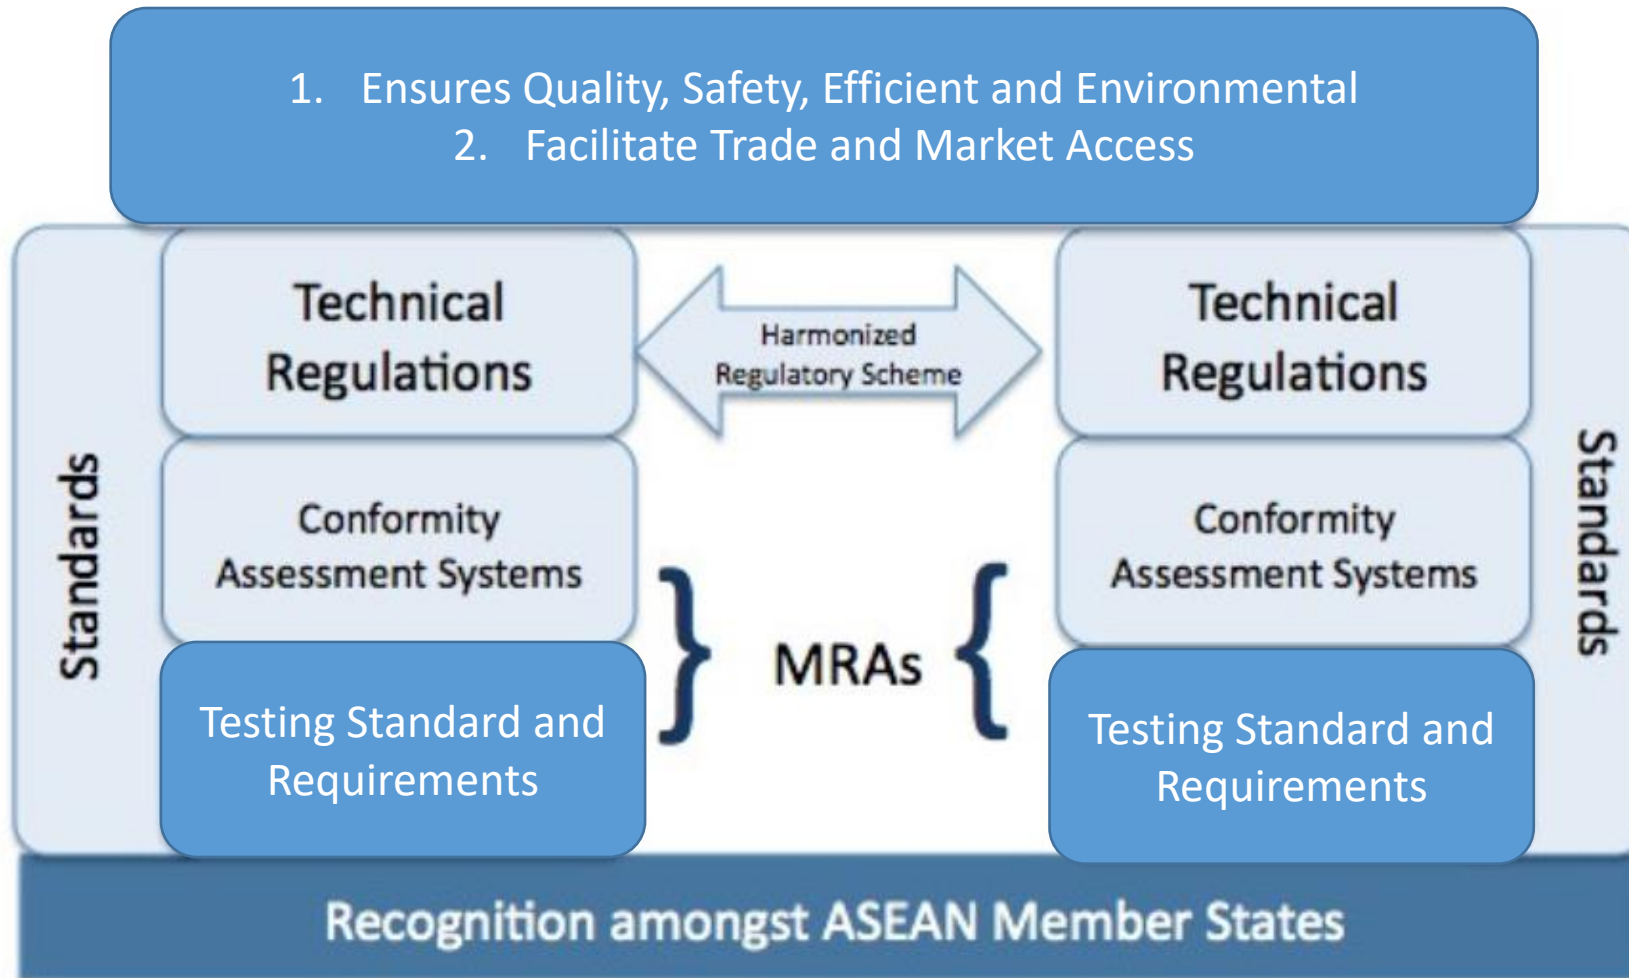 1. Ensures Quality, Safety, Efficient and Environmental
2. Facilitate Trade and Market Access
Standards
Technical
Regulations
Conformity
Assessment Systems
Testing Standard and
Requirements
Harmonized
Regulatory Scheme
} MRAs {
Technical
Regulations
Conformity
Assessment Systems
Testing Standard and
Requirements
Standards
Recognition amongst ASEAN Member States